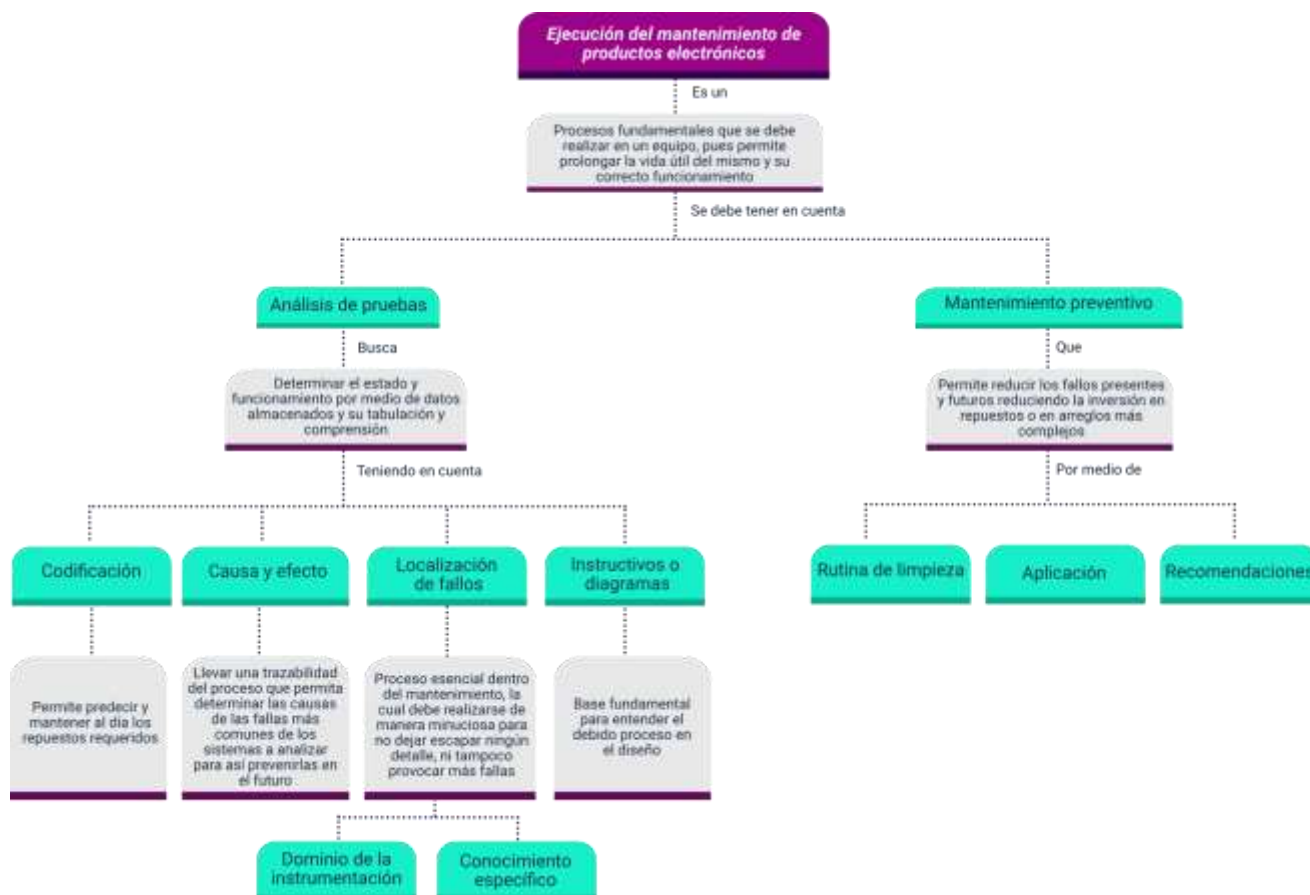 Ejecución del mantenimiento de
productos electrónicos
Es un
Procesos fundamentales que se debe
realizar en un equipo, pues permite
prolongar la vida útil del mismo y su
correcto funcionamiento
Se debe tener en cuenta
Análisis de pruebas
Busca
Determinar el estado y
funcionamiento por medio de datos
almacenados y su tabulación y
comprensión
Teniendo en cuenta
Codificación
Permite predecir y
mantener al día los
repuestos requeridos
Causa y efecto
Llevar una trazabilidad
del proceso que permita
determinar las causas
de las fallas más
comunes de los
sistemas a analizar
para así prevenirlas en
el futuro
Localización
de fallos
Proceso esencial dentro
del mantenimiento, la
cual debe realizarse de
manera minuciosa para
no dejar escapar ningún
detalle, ni tampoco
provocar más fallas
Dominio de la
instrumentación
Conocimiento
específico
Instructivos o
diagramas
Base fundamental
para entender el
debido proceso en
el diseño
Mantenimiento preventivo
Que
Permite reducir los fallos presentes
y futuros reduciendo la inversión en
repuestos o en arreglos más
complejos
Por medio de
Rutina de limpieza
Aplicación
Recomendaciones